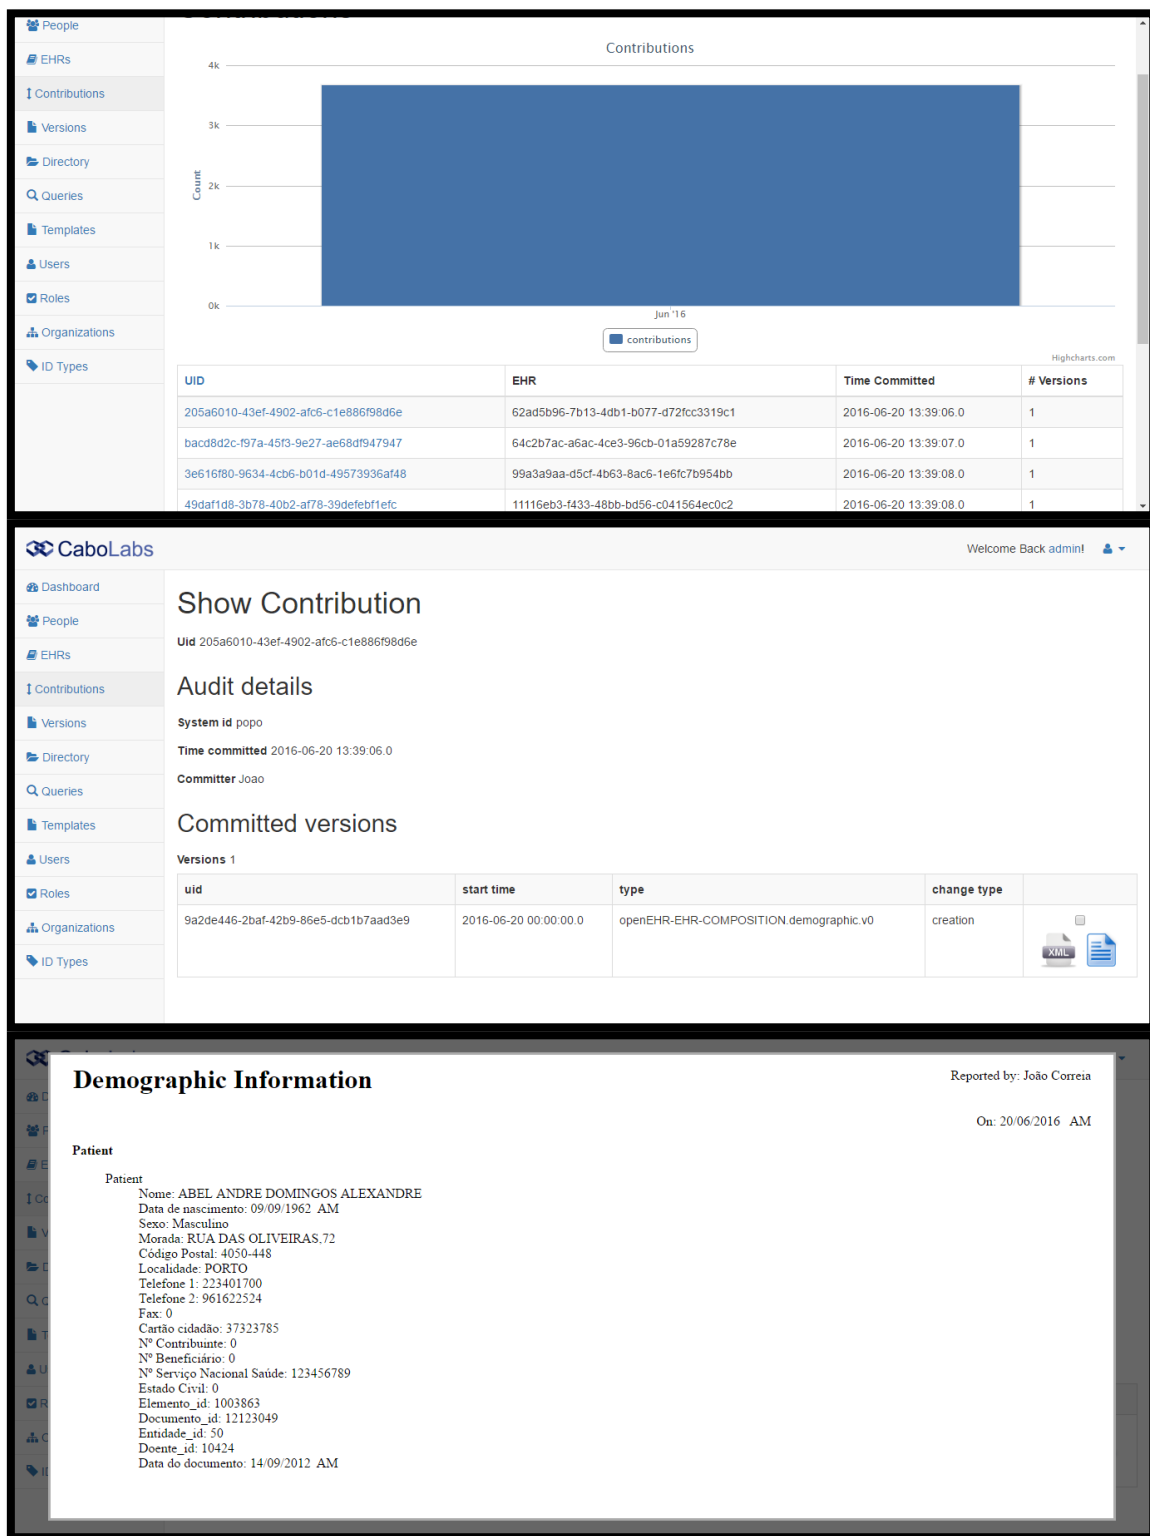 People
Contributions
EHRs
4k
Contributions
3k
Versions
Directory
Count
2k
Queries
Templates
1k
Users
Roles
0k
Jun '16
Organizations
contributions
Highcharts.com
ID Types
UID EHR Time Committed # Versions
205a6010-43ef-4902-afc6-c1e886f98d6e 62ad5b96-7b13-4db1-b077-d72fcc3319c1 2016-06-20 13:39:06.0 1
bacd8d2c-f97a-45f3-9e27-ae68df947947 64c2b7ac-a6ac-4ce3-96cb-01a59287c78e 2016-06-20 13:39:07.0 1
3e616f80-9634-4cb6-b01d-49573936af48 99a3a9aa-d5cf-4b63-8ac6-1e6fc7b954bb 2016-06-20 13:39:08.0 1
49daf1d8-3b78-40b2-af78-39defebf1efc 11116eb3-f433-48bb-bd56-c041564ec0c2 2016-06-20 13:39:08.0 1
CaboLabs
Welcome Back admin!
Dashboard
People
EHRs
Contributions
Versions
Directory
Queries
Templates
Users
Roles
Organizations
ID Types
Show Contribution
Uid 205a6010-43ef-4902-afc6-c1e886f98d6e
Audit details
System id popo
Time committed 2016-06-20 13:39:06.0
Committer Joao
Committed versions
Versions 1
uid start time type change type
9a2de446-2baf-42b9-86e5-dcb1b7aad3e9 2016-06-20 00:00:00.0 openEHR-EHR-COMPOSITION.demographic.v0 creation
XML
Demographic Information
Reported by: João Correia
On: 20/06/2016 AM
Patient
Patient
Nome: ABEL ANDRE DOMINGOS ALEXANDRE
Data de nascimento: 09/09/1962 AM
Sexo: Masculino
Morada: RUA DAS OLIVEIRAS,72
Código Postal: 4050-448
Localidade: PORTO
Telefone 1: 223401700
Telefone 2: 961622524
Fax: 0
Cartão cidadão: 37323785
Nº Contribuinte: 0
Nº Beneficiário: 0
Nº Serviço Nacional Saúde: 123456789
Estado Civil: 0
Elemento_id: 1003863
Documento_id: 12123049
Entidade_id: 50
Doente_id: 10424
Data do documento: 14/09/2012 AM